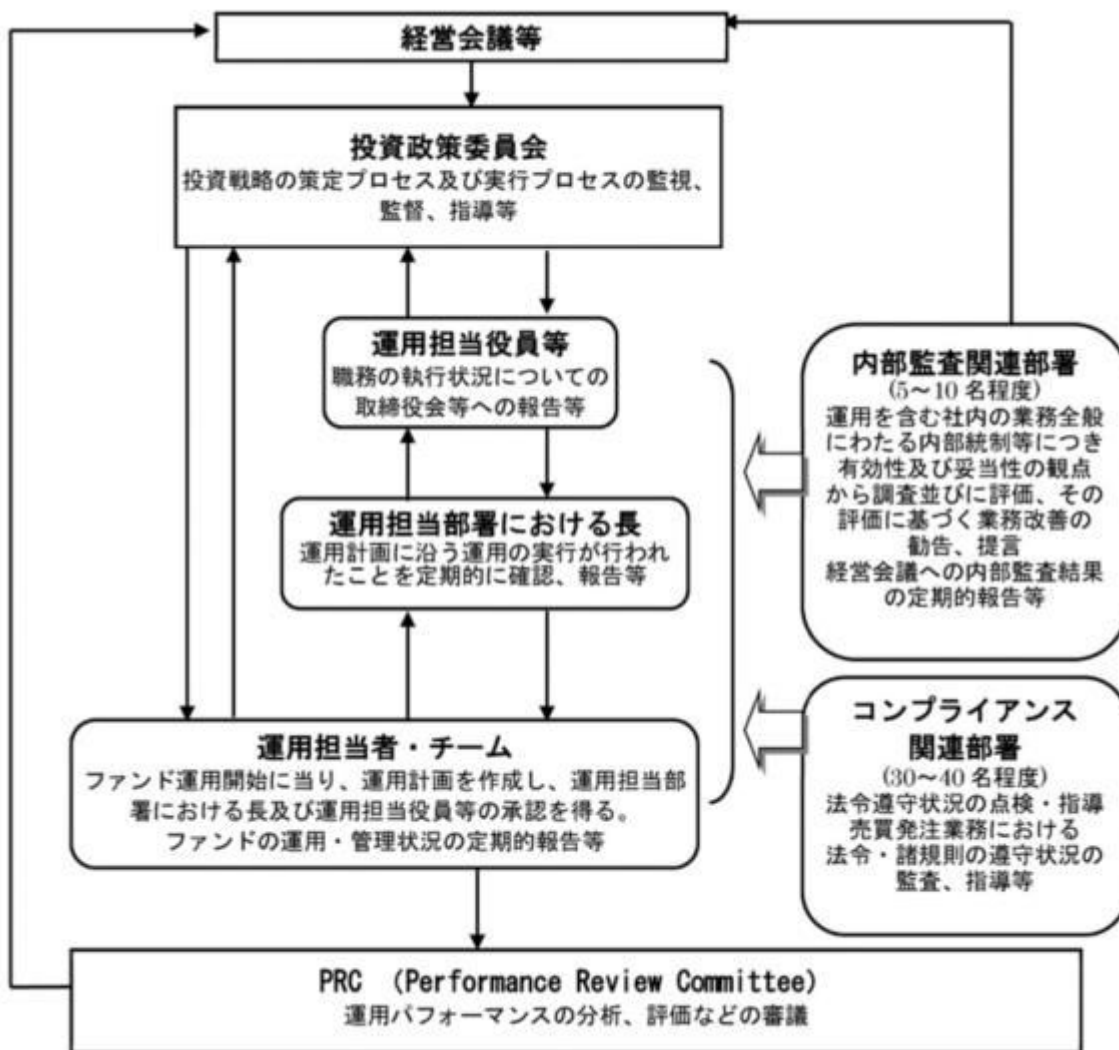 経営会議等
投資政策委員会
投資戦略の策定プロセス及び実行プロセスの監視、
監督、指導等
運用担当役員等
職務の執行状況についての
取締役会等への報告等
運用担当部署における長
運用計画に沿う運用の実行が行われ
たことを定期的に確認、報告等
運用担当者・チーム
ファンド運用開始に当り、運用計画を作成し、運用担当部
署における長及び運用担当役員等の承認を得る。
ファンドの運用・管理状況の定期的報告等
内部監査関連部署
(5～10 名程度)
運用を含む社内の業務全般
にわたる内部統制等につき
有効性及び妥当性の観点
から調査並びに評価、その
評価に基づく業務改善の
勧告、提言
経営会議への内部監査結果
の定期的報告等
コンプライアンス
関連部署
(30～40 名程度)
法令遵守状況の点検・指導
売買発注業務における
法令・諸規則の遵守状況の
監査、指導等
PRC （Performance Review Committee）
運用パフォーマンスの分析、評価などの審議